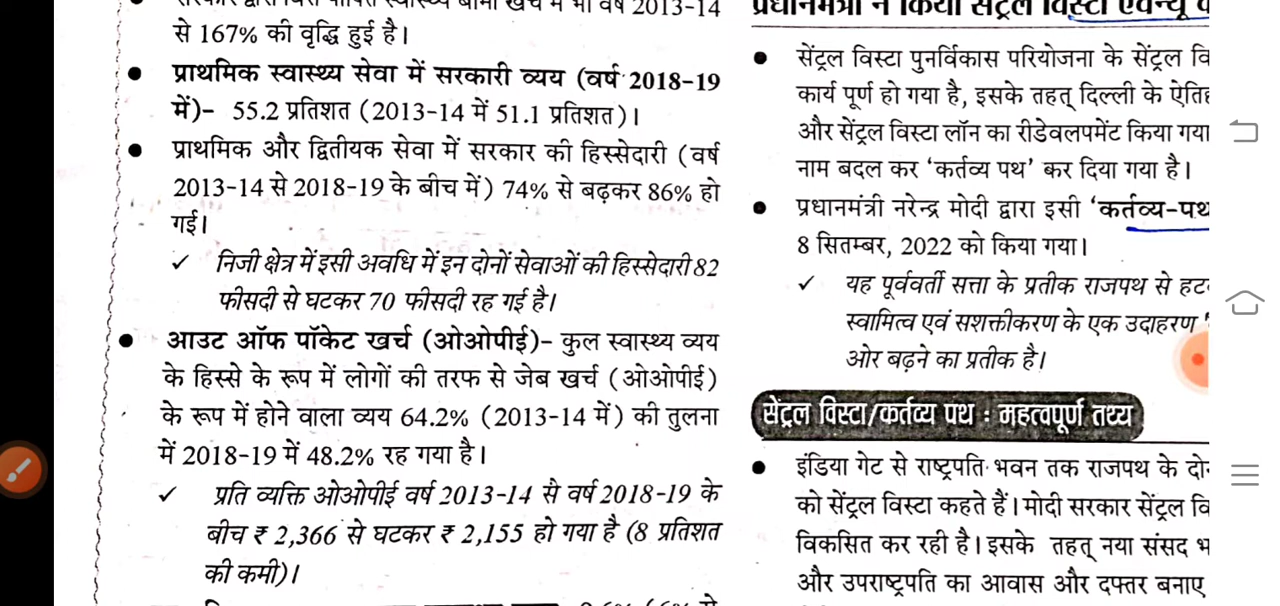 से 167% की वृद्धि हुई है।
प्राथमिक स्वास्थ्य सेवा में सरकारी व्यय (वर्ष 2018-19
में)- 55.2 प्रतिशत (2013-14 में 51.1 प्रतिशत)।
प्राथमिक और द्वितीयक सेवा में सरकार की हिस्सेदारी (वर्ष
2013-14 से 2018-19 के बीच में) 74% से बढ़कर 86% हो
गई।
✓ निजी क्षेत्र में इसी अवधि में इन दोनों सेवाओं की हिस्सेदारी 82
फीसदी से घटकर 70 फीसदी रह गई है।
आउट ऑफ पॉकेट खर्च (ओओपीई)- कुल स्वास्थ्य व्यय
के हिस्से के रूप में लोगों की तरफ से जेब खर्च (ओओपीई)
के रूप में होने वाला व्यय 64.2% (2013-14 में) की तुलना
में 2018-19 में 48.2% रह गया है।
✓ प्रति व्यक्ति ओओपीई वर्ष 2013-14 से वर्ष 2018-19 के
बीच ₹ 2,366 से घटकर ₹ 2,155 हो गया है (8 प्रतिशत
की कमी)।
प्रधानमंत्री ने किया सेंट्रल विस्टा एवेन्यू
सेंट्रल विस्टा पुनर्विकास परियोजना के सेंट्रल वि
कार्य पूर्ण हो गया है, इसके तहत् दिल्ली के
और सेंट्रल विस्टा लॉन का रीडेवलपमेंट किया गया
नाम बदल कर ‘कर्तव्य पथ’ कर दिया गया है।
प्रधानमंत्री नरेन्द्र मोदी द्वारा इसी ‘कर्तव्य-पथ
8 सितम्बर, 2022 को किया गया।
✓ यह पूर्ववर्ती सत्ता के प्रतीक राजपथ से हट
स्वामित्व एवं सशक्तीकरण के एक उदाहरण
ओर बढ़ने का प्रतीक है।
सेंट्रल विस्टा/कर्तव्य पथ : महत्वपूर्ण तथ्य
इंडिया गेट से राष्ट्रपति भवन तक राजपथ के
को सेंट्रल विस्टा कहते हैं। मोदी सरकार सेंट्रल वि
विकसित कर रही है। इसके तहत् नया संसद भ
और उपराष्ट्रपति का आवास और दफ्तर बनाए